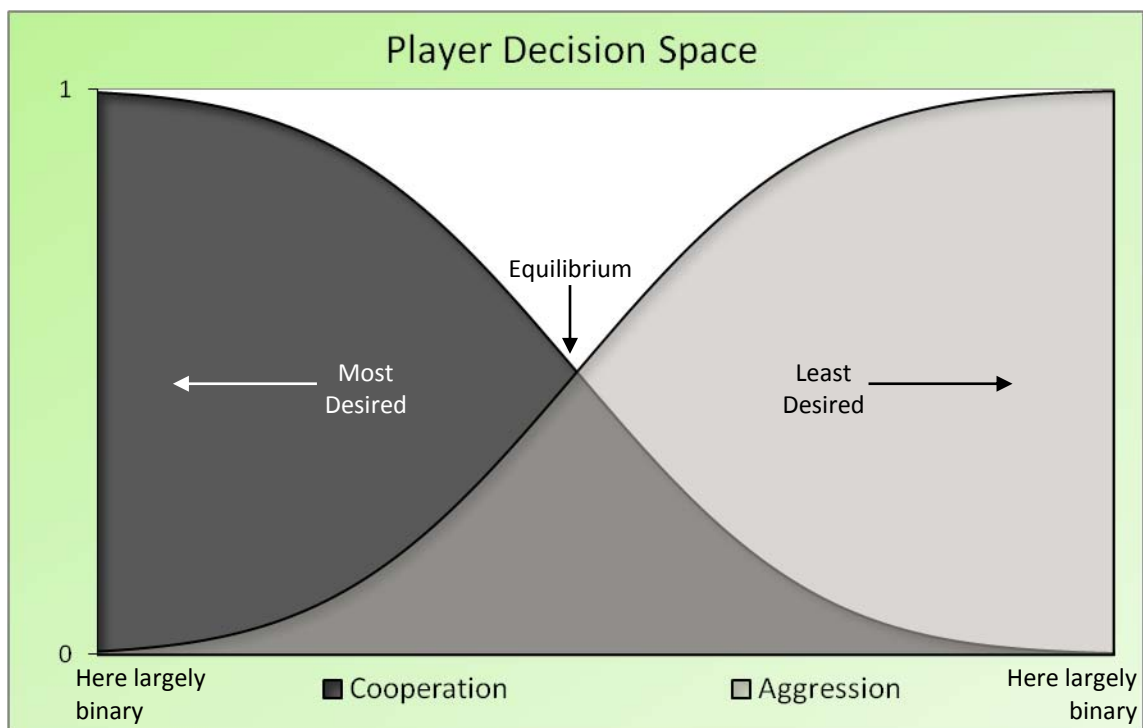 Player Decision Space
1
Equilibrium
Most
Desired
Least
Desired
0
Here largely
binary
Cooperation
Aggression
Here largely
binary